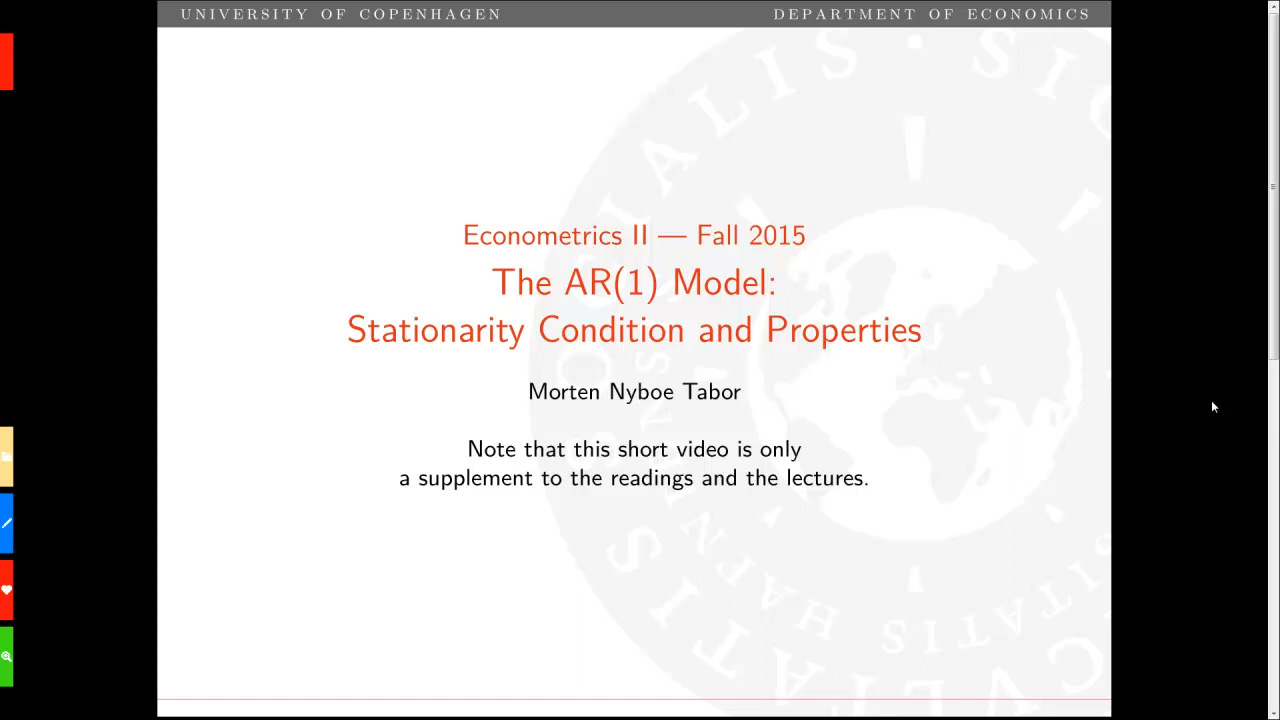 UNIVERSITY OF COPENHAGEN
DEPARTMENT OF ECONOMICS
Econometrics II — Fall 2015
The AR(1) Model:
Stationarity Condition and Properties
Morten Nyboe Tabor
Note that this short video is only
a supplement to the readings and the lectures.